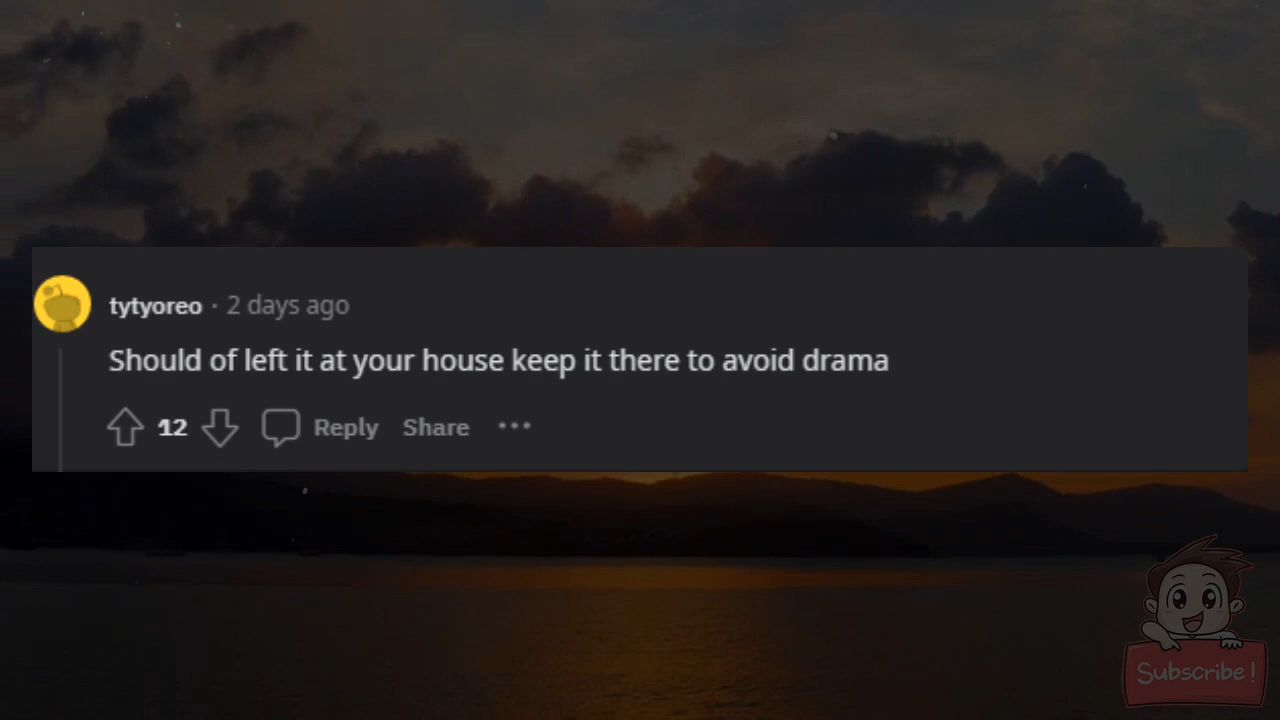 tytyoreo · 2 days ago
Should of left it at your house keep it there to avoid drama
12 Reply Share ···
Subscribe!